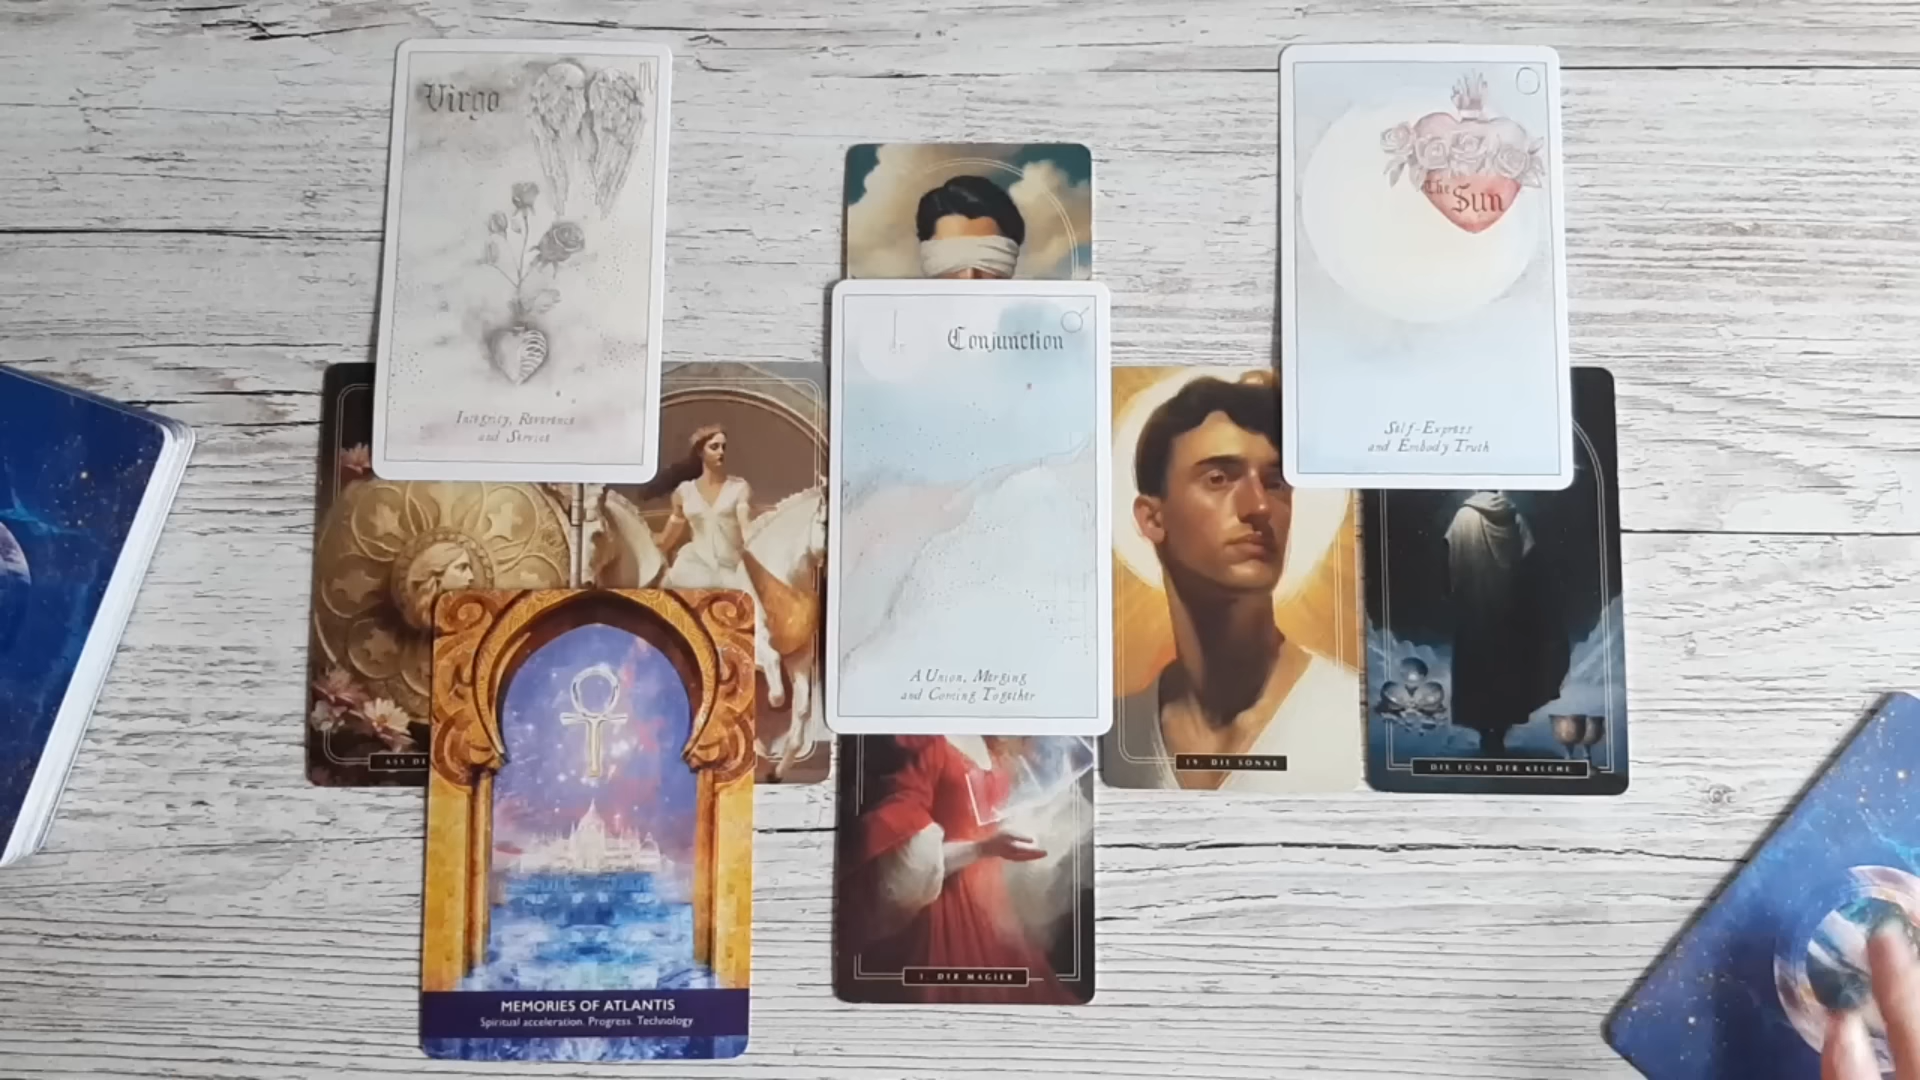 Virgo
Integrity, Reverence
and Service
The
Sun
Self-Express
and Embody Truth
Conjunction
A Union, Merging
and Coming Together
19. DIE SONNE
DIE FÜNF DER KELCHE
1. DER MAGIER
MEMORIES OF ATLANTIS
Spiritual acceleration. Progress. Technology